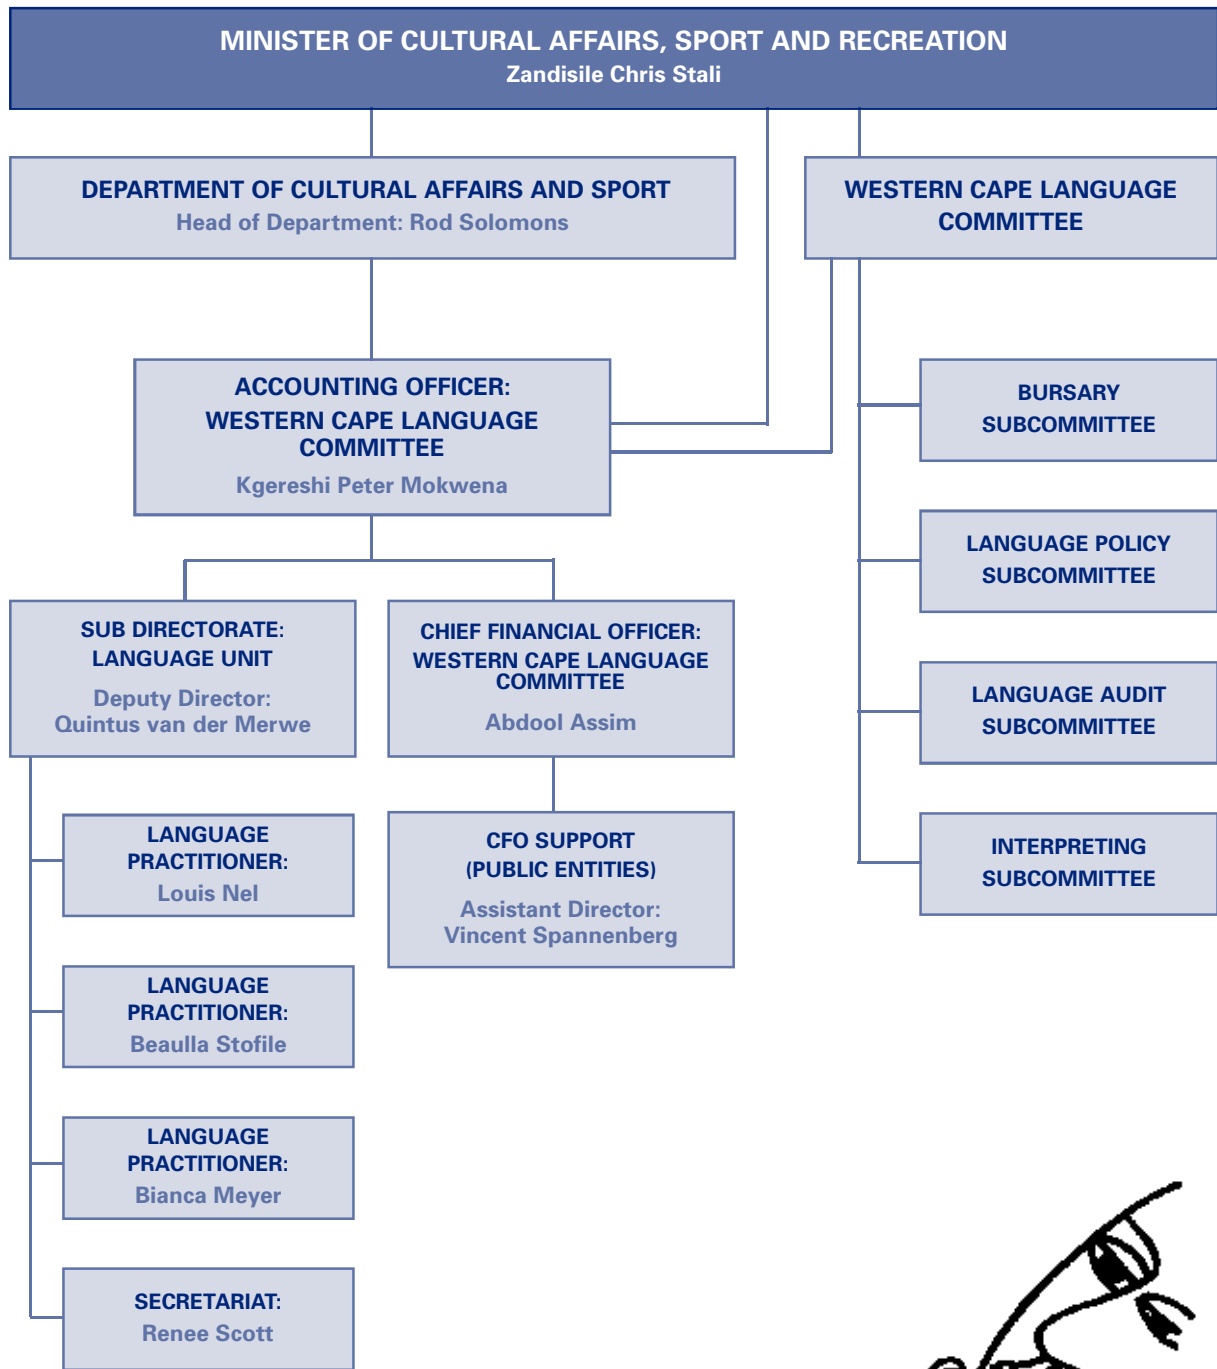 MINISTER OF CULTURAL AFFAIRS, SPORT AND RECREATION
Zandisile Chris Stali
DEPARTMENT OF CULTURAL AFFAIRS AND SPORT
Head of Department: Rod Solomons
WESTERN CAPE LANGUAGE
COMMITTEE
ACCOUNTING OFFICER:
WESTERN CAPE LANGUAGE
COMMITTEE
Kgereshi Peter Mokwena
BURSARY
SUBCOMMITTEE
LANGUAGE POLICY
SUBCOMMITTEE
LANGUAGE AUDIT
SUBCOMMITTEE
INTERPRETING
SUBCOMMITTEE
SUB DIRECTORATE:
LANGUAGE UNIT
Deputy Director:
Quintus van der Merwe
CHIEF FINANCIAL OFFICER:
WESTERN CAPE LANGUAGE
COMMITTEE
Abdool Assim
LANGUAGE
PRACTITIONER:
Louis Nel
LANGUAGE
PRACTITIONER:
Beaulla Stofile
LANGUAGE
PRACTITIONER:
Bianca Meyer
SECRETARIAT:
Renee Scott
CFO SUPPORT
(PUBLIC ENTITIES)
Assistant Director:
Vincent Spannenberg